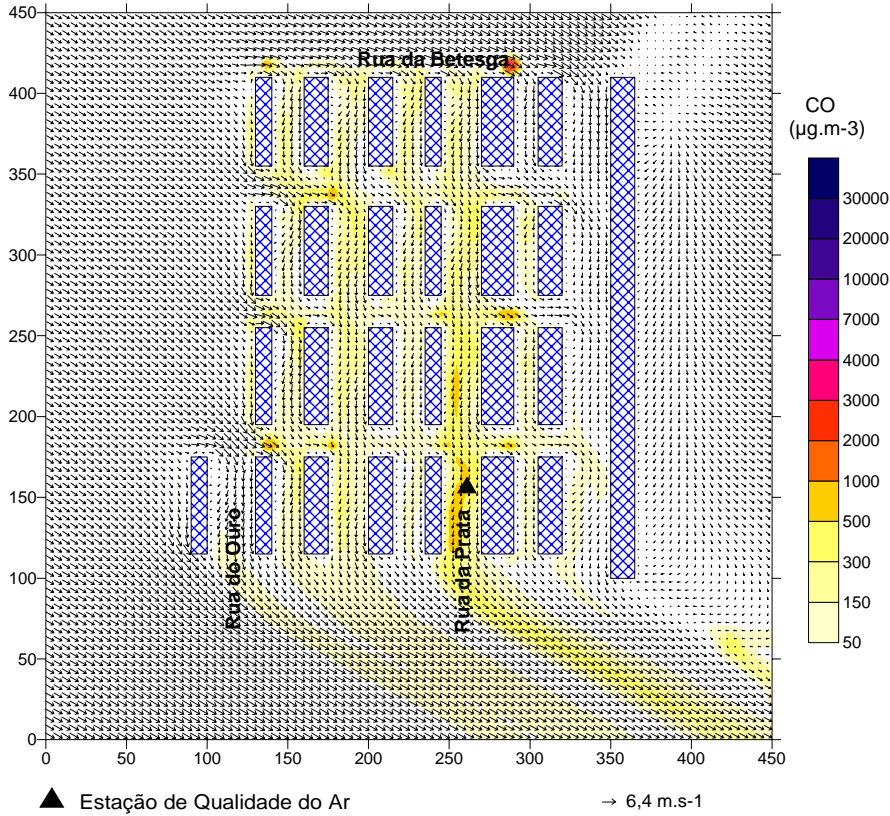 450
400
350
300
250
200
150
100
50
0
0 50 100 150 200 250 300 350 400 450
Rua da Betesga
Rua do Ouro
Rua da Prata
CO
(µg.m-3)
30000
20000
10000
7000
4000
3000
2000
1000
500
300
150
50
Estação de Qualidade do Ar
→ 6,4 m.s-1